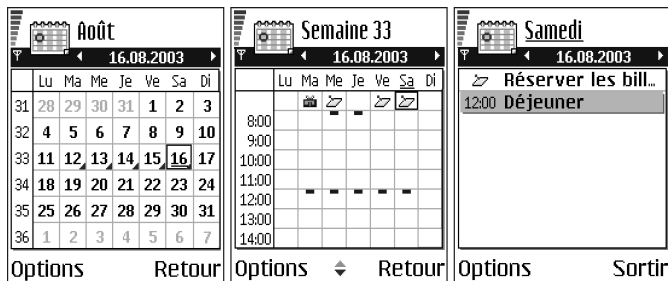 Août
16.08.2003
Lu Ma Me Je Ve Sa Di
31 28 29 30 31 1 2 3
32 4 5 6 7 8 9 10
33 11 12 13 14 15 16 17
34 18 19 20 21 22 23 24
35 25 26 27 28 29 30 31
36 1 2 3 4 5 6 7
Options Retour
Semaine 33
16.08.2003
Lu Ma Me Je Ve Sa Di
8:00
9:00
10:00
11:00
12:00
13:00
14:00
Options Retour
Samedi
16.08.2003
Réserver les bill...
12:00 Déjeuner
Options Sortir